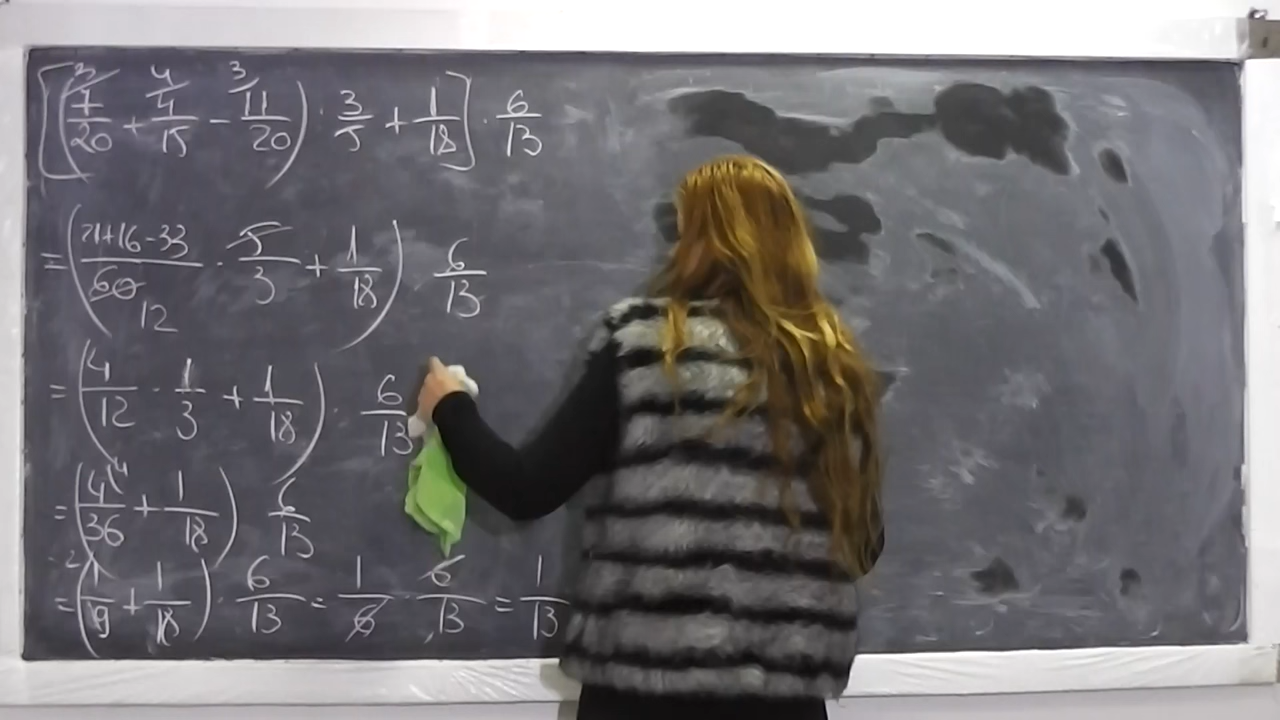 [(7/20 + 4/15 - 11/20) · 3/5 + 1/18] · 6/13
= (21+16-33/60 12 · 5/3 + 1/18) 6/13
= (4/12 · 1/3 + 1/18) · 6/13
= (4/36 + 1/18) 6/13
= (1/9 + 1/18) · 6/13 = 1/6 · 6/13 = 1/13